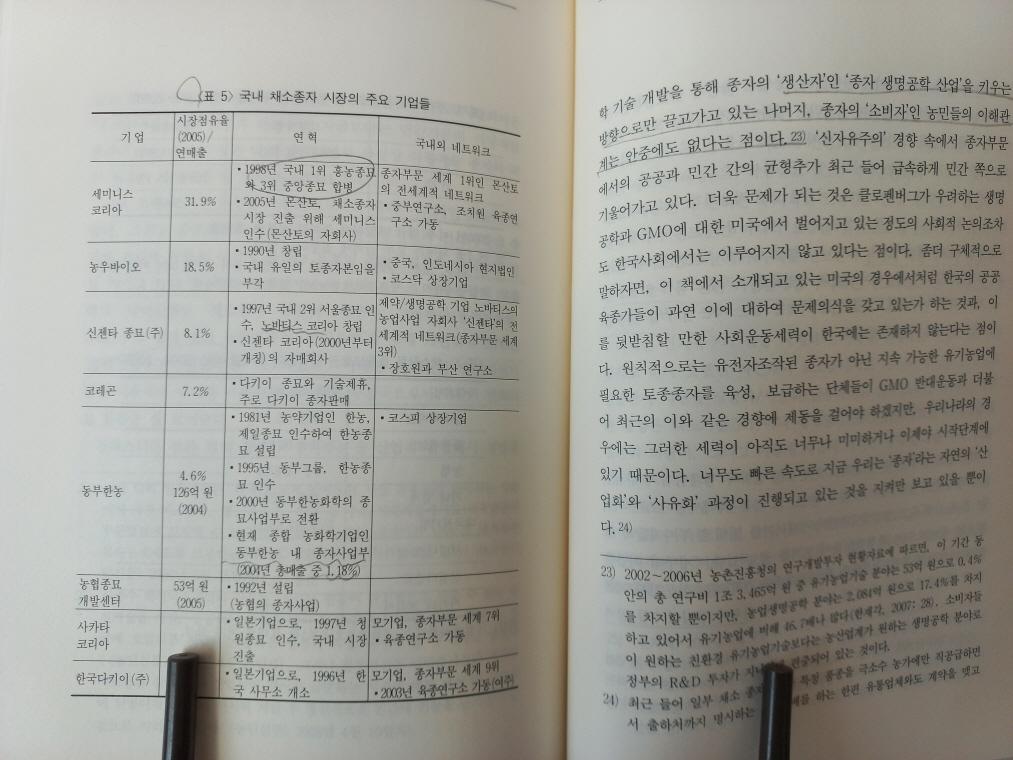 〈표 5〉 국내 채소종자 시장의 주요 기업들
기 업
시장점유율
(2005)/
연매출
연 혁
국내외 네트워크
세미니스
코리아
31.9%
• 1998년 국내 1위 흥농종묘
와 3위 중앙종묘 합병
• 2005년 몬산토, 채소종자
시장 진출 위해 세미니스
인수(몬산토의 자회사)
종자부문 세계 1위인 몬산토
의 전세계적 네트워크
• 중부연구소, 조치원 육종연
구소 가동
농우바이오
18.5%
• 1990년 창립
• 국내 유일의 토종자본임을
부각
• 중국, 인도네시아 현지법인
• 코스닥 상장기업
신젠타 종묘(주)
8.1%
• 1997년 국내 2위 서울종묘 인
수, 노바티스 코리아 창립
• 신젠타 코리아(2000년부터
개칭)의 자매회사
제약/생명공학 기업 노바티스의
농업사업 자회사 '신젠타'의 전
세계적 네트워크(종자부문 세계
3위)
• 장호원과 부산 연구소
코레곤
7.2%
• 다키이 종묘와 기술제휴,
주로 다키이 종자판매
동부한농
4.6%
126억 원
(2004)
• 1981년 농약기업인 한농,
제일종묘 인수하여 한농종
묘 설립
• 1995년 동부그룹, 한농종
묘 인수
• 2000년 동부한농화학의 종
묘사업부로 전환
• 현재 종합 농화학기업인
동부한농 내 종자사업부
(2004년 총매출 중 1.18%)
• 코스피 상장기업
농협종묘
개발센터
53억 원
(2005)
• 1992년 설립
(농협의 종자사업)
사카타
코리아
• 일본기업으로, 1997년 청
원종묘 인수, 국내 시장
진출
모기업, 종자부문 세계 7위
• 육종연구소 가동
한국다키이(주)
• 일본기업으로, 1996년 한
국 사무소 개소
모기업, 종자부문 세계 9위
• 2003년 육종연구소 가동(여주)
학 기술 개발을 통해 종자의 '생산자'인 '종자 생명공학 산업'을 키우는
방향으로만 끌고가고 있는 나머지, 종자의 '소비자'인 농민들의 이해관
계는 안중에도 없다는 점이다.23) '신자유주의' 경향 속에서 종자부문
에서의 공공과 민간 간의 균형추가 최근 들어 급속하게 민간 쪽으로
기울어가고 있다. 더욱 문제가 되는 것은 클로펜버그가 우려하는 생명
공학과 GMO에 대한 미국에서 벌어지고 있는 정도의 사회적 논의조차
도 한국사회에서는 이루어지지 않고 있다는 점이다. 좀더 구체적으로
말하자면, 이 책에서 소개되고 있는 미국의 경우에서처럼 한국의 공공
육종가들이 과연 이에 대하여 문제의식을 갖고 있는가 하는 것과, 이
를 뒷받침할 만한 사회운동세력이 한국에는 존재하지 않는다는 점이
다. 원칙적으로는 유전자조작된 종자가 아닌 지속 가능한 유기농업에
필요한 토종종자를 육성, 보급하는 단체들이 GMO 반대운동과 더불
어 최근의 이와 같은 경향에 제동을 걸어야 하겠지만, 우리나라의 경
우에는 그러한 세력이 아직도 너무나 미미하거나 이제야 시작단계에
있기 때문이다. 너무도 빠른 속도로 지금 우리는 '종자'라는 자연의 '산
업화'와 '사유화' 과정이 진행되고 있는 것을 지켜만 보고 있을 뿐이
다.24)
23) 2002~2006년 농촌진흥청의 연구개발투자 현황자료에 따르면, 이 기간 동
안의 총 연구비 1조 3,465억 원 중 유기농업기술 분야는 53억 원으로 0.4%
를 차지할 뿐이지만, 농업생명공학 분야는 2,084억 원으로 17.4%를 차지
하고 있어서 유기농업에 비해 46.7배나 많다(한재각, 2007: 28). 소비자들
이 원하는 친환경 유기농업기술보다는 농산업계가 원하는 생명공학 분야로
정부의 R&D 투자가 편중되어 있는 것이다.
24) 최근 들어 일부 채소 특정 품종을 극소수 농가에만 직공급하면
서 출하처까지 명시하는 를 하는 한편 유통업체와도 계약을 맺고